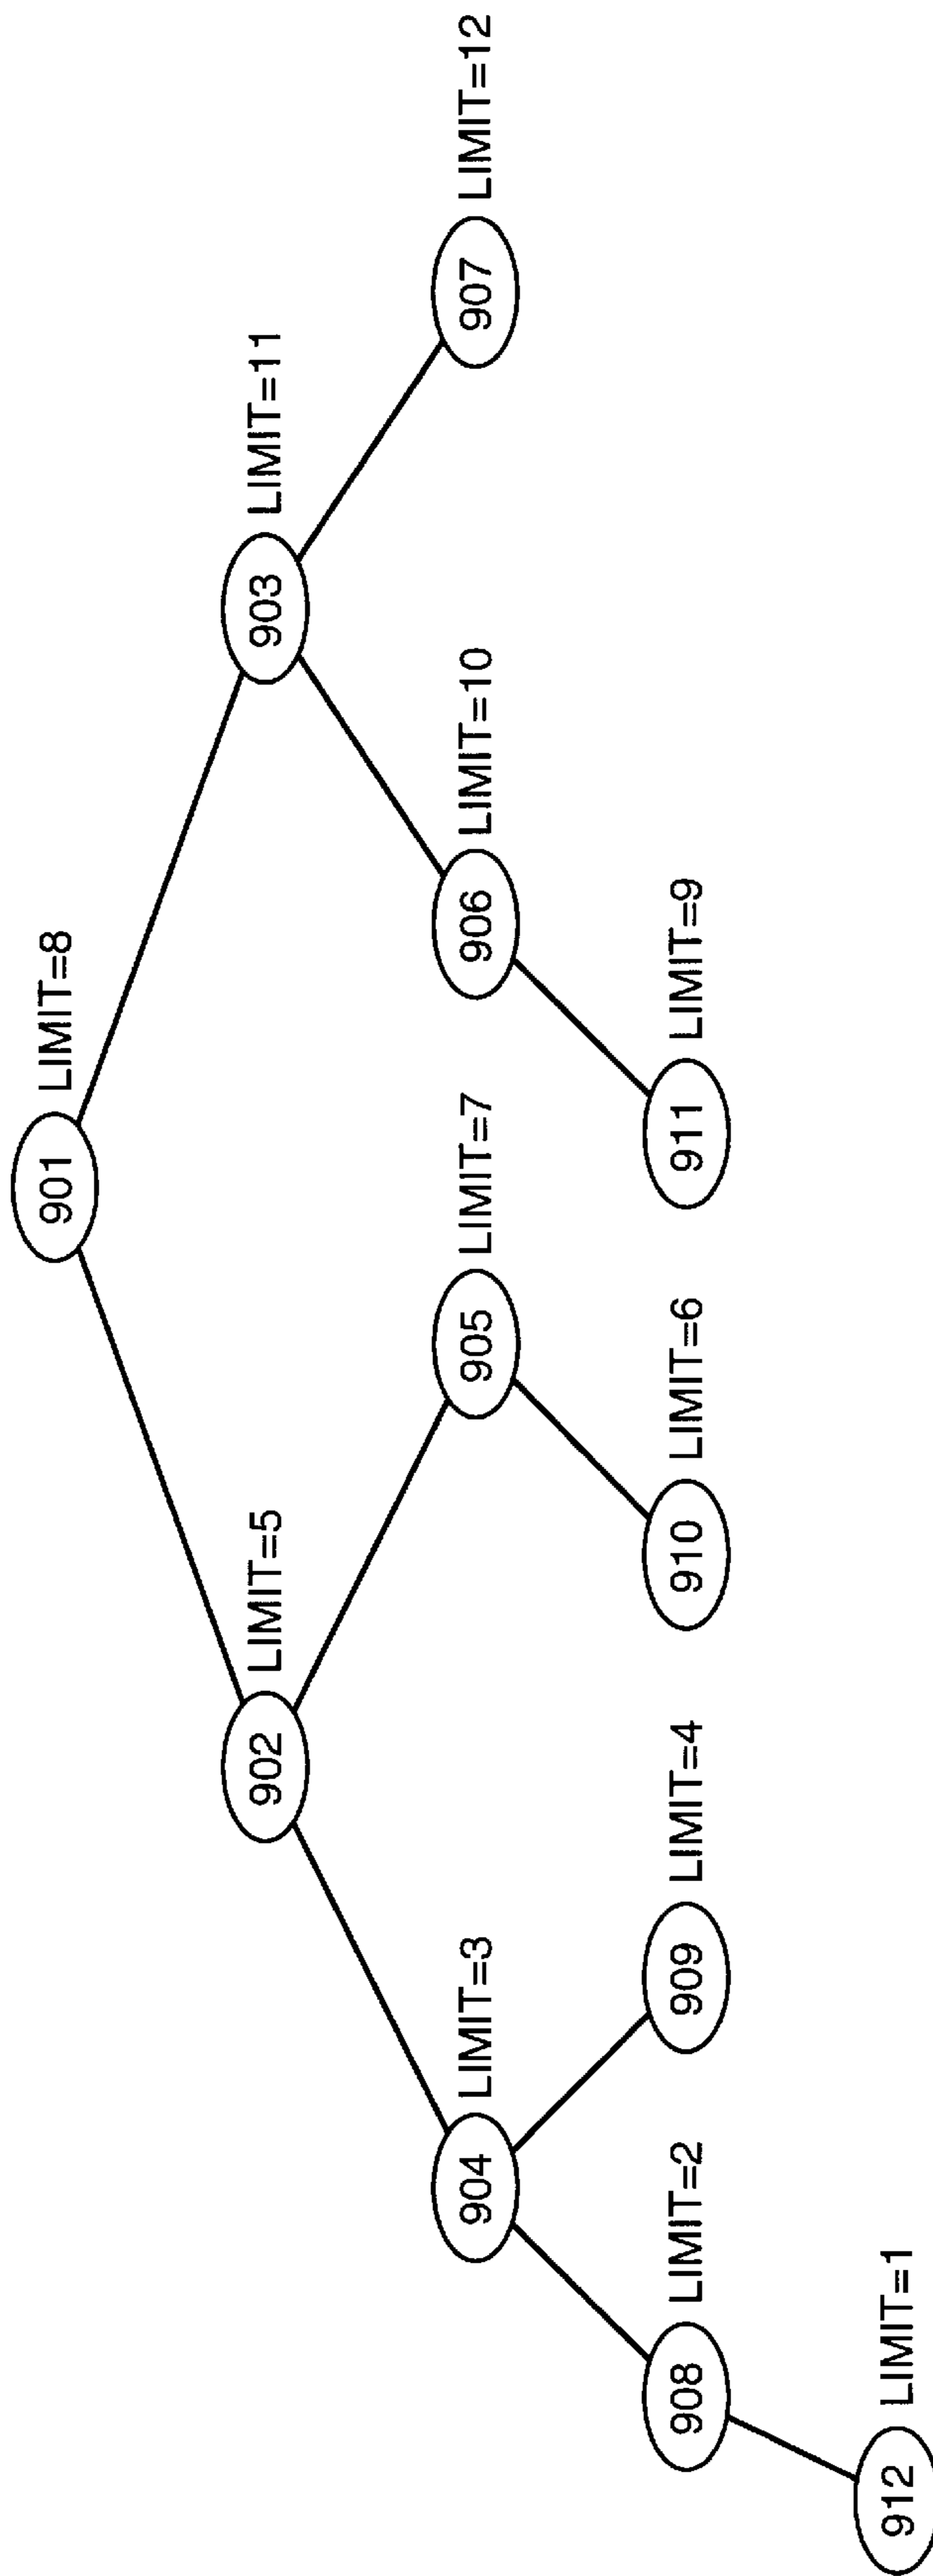 901 LIMIT=8
902 LIMIT=5
903 LIMIT=11
904 LIMIT=3
905 LIMIT=7
906 LIMIT=10
907 LIMIT=12
908 LIMIT=2
909 LIMIT=4
910 LIMIT=6
911 LIMIT=9
912 LIMIT=1